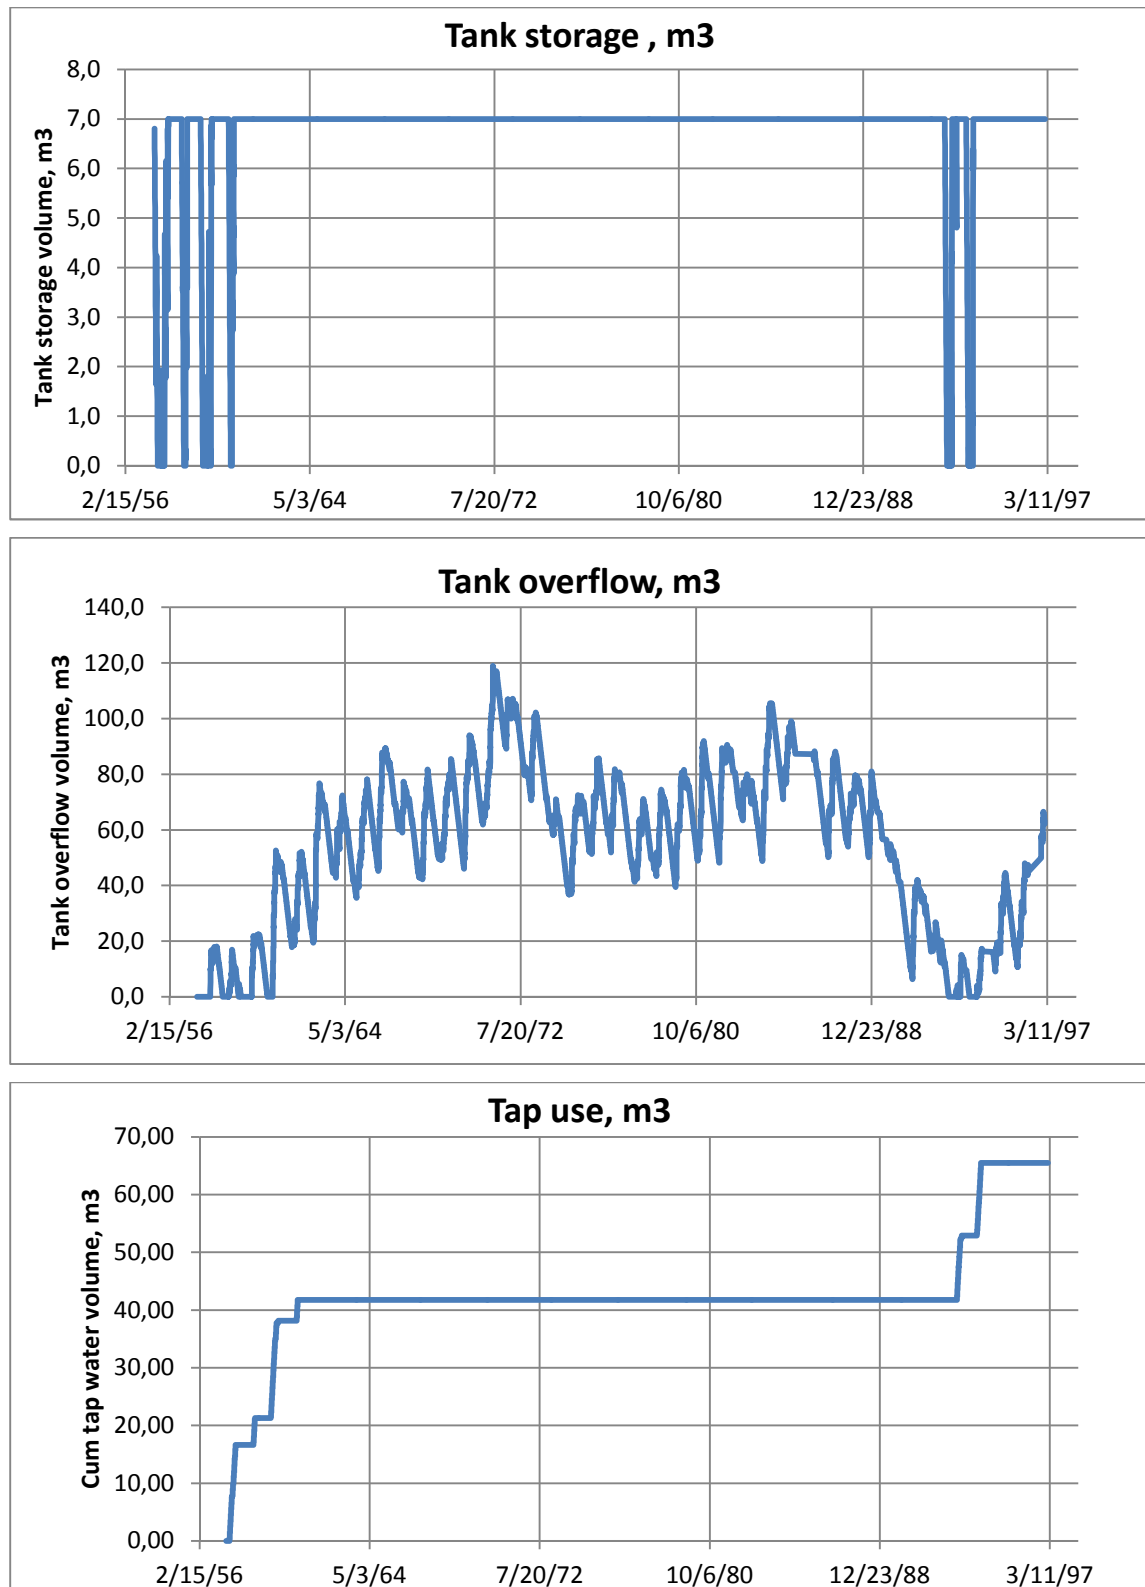 Tank storage , m3
Tank storage volume, m3
8,0
7,0
6,0
5,0
4,0
3,0
2,0
1,0
0,0
2/15/56 5/3/64 7/20/72 10/6/80 12/23/88 3/11/97
Tank overflow, m3
Tank overflow volume, m3
140,0
120,0
100,0
80,0
60,0
40,0
20,0
0,0
2/15/56 5/3/64 7/20/72 10/6/80 12/23/88 3/11/97
Tap use, m3
Cum tap water volume, m3
70,00
60,00
50,00
40,00
30,00
20,00
10,00
0,00
2/15/56 5/3/64 7/20/72 10/6/80 12/23/88 3/11/97